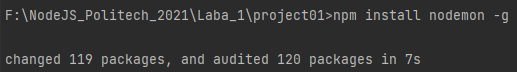 F:\NodeJS_Politech_2021\Laba_1\project01>npm install nodemon -g
changed 119 packages, and audited 120 packages in 7s